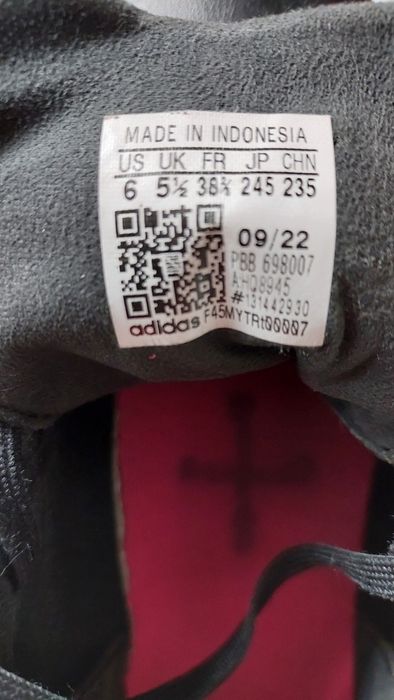 MADE IN INDONESIA
US UK FR JP CHN
6 5½ 38⅔ 245 235
09/22
PBB 698007
AHQ8945
#131442930
adidas F45MYTRt00007